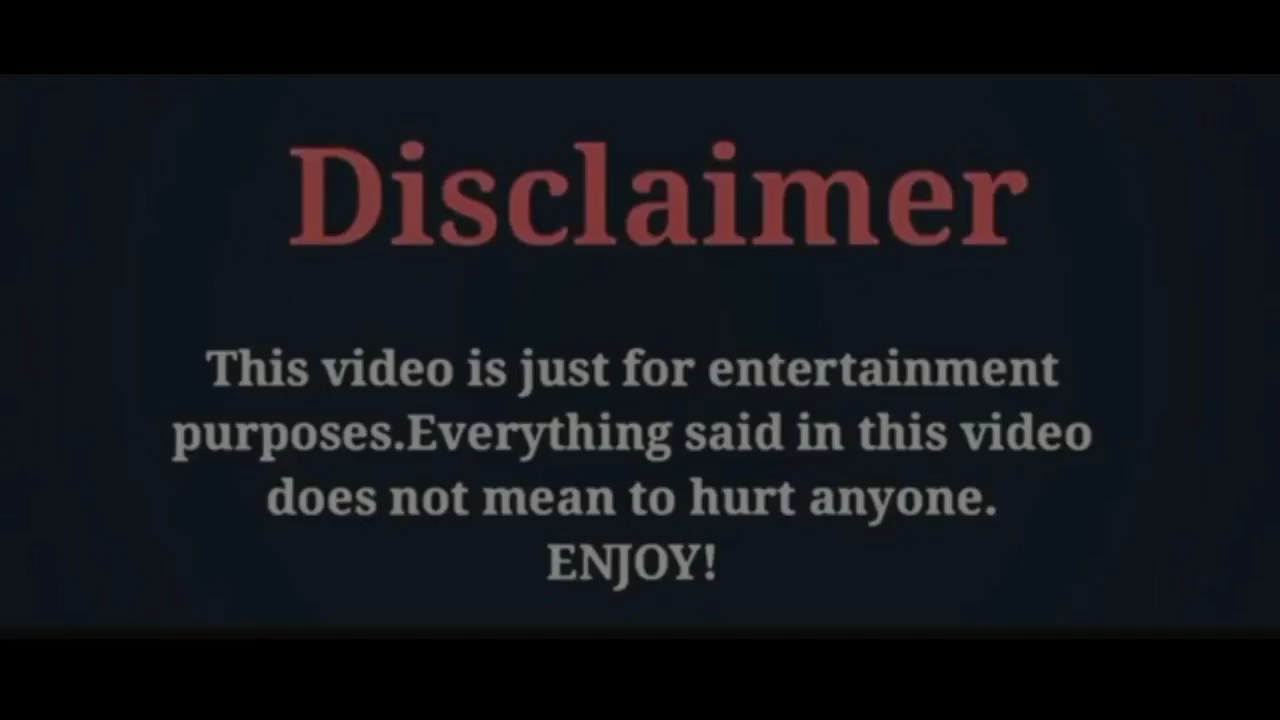 Disclaimer
This video is just for entertainment
purposes.Everything said in this video
does not mean to hurt anyone.
ENJOY!